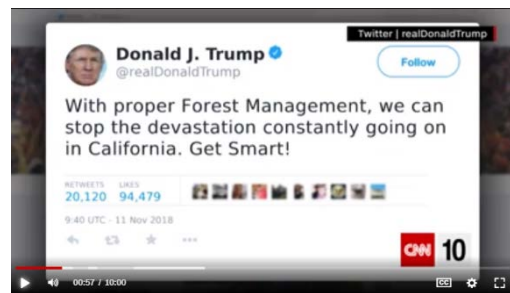 Twitter | realDonaldTrump
Donald J. Trump
@realDonaldTrump
Follow
With proper Forest Management, we can
stop the devastation constantly going on
in California. Get Smart!
RETWEETS LIKES
20,120 94,479
9:40 UTC - 11 Nov 2018
CNN 10
00:57 / 10:00
CC